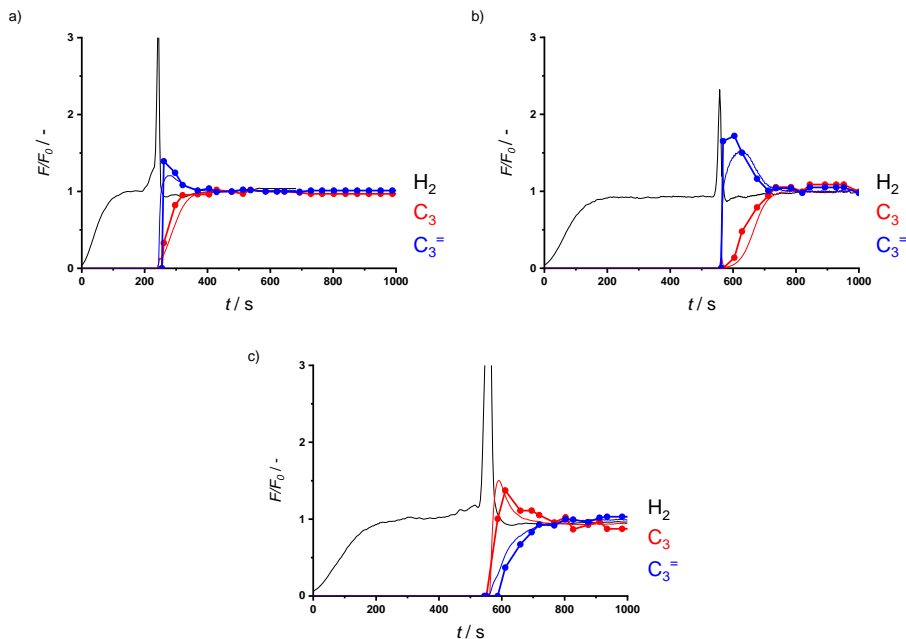 a)
3
2
1
0
F/F₀ / -
0 200 400 600 800 1000
t / s
H₂
C₃
C₃⁼
b)
3
2
1
0
F/F₀ / -
0 200 400 600 800 1000
t / s
H₂
C₃
C₃⁼
c)
3
2
1
0
F/F₀ / -
0 200 400 600 800 1000
t / s
H₂
C₃
C₃⁼